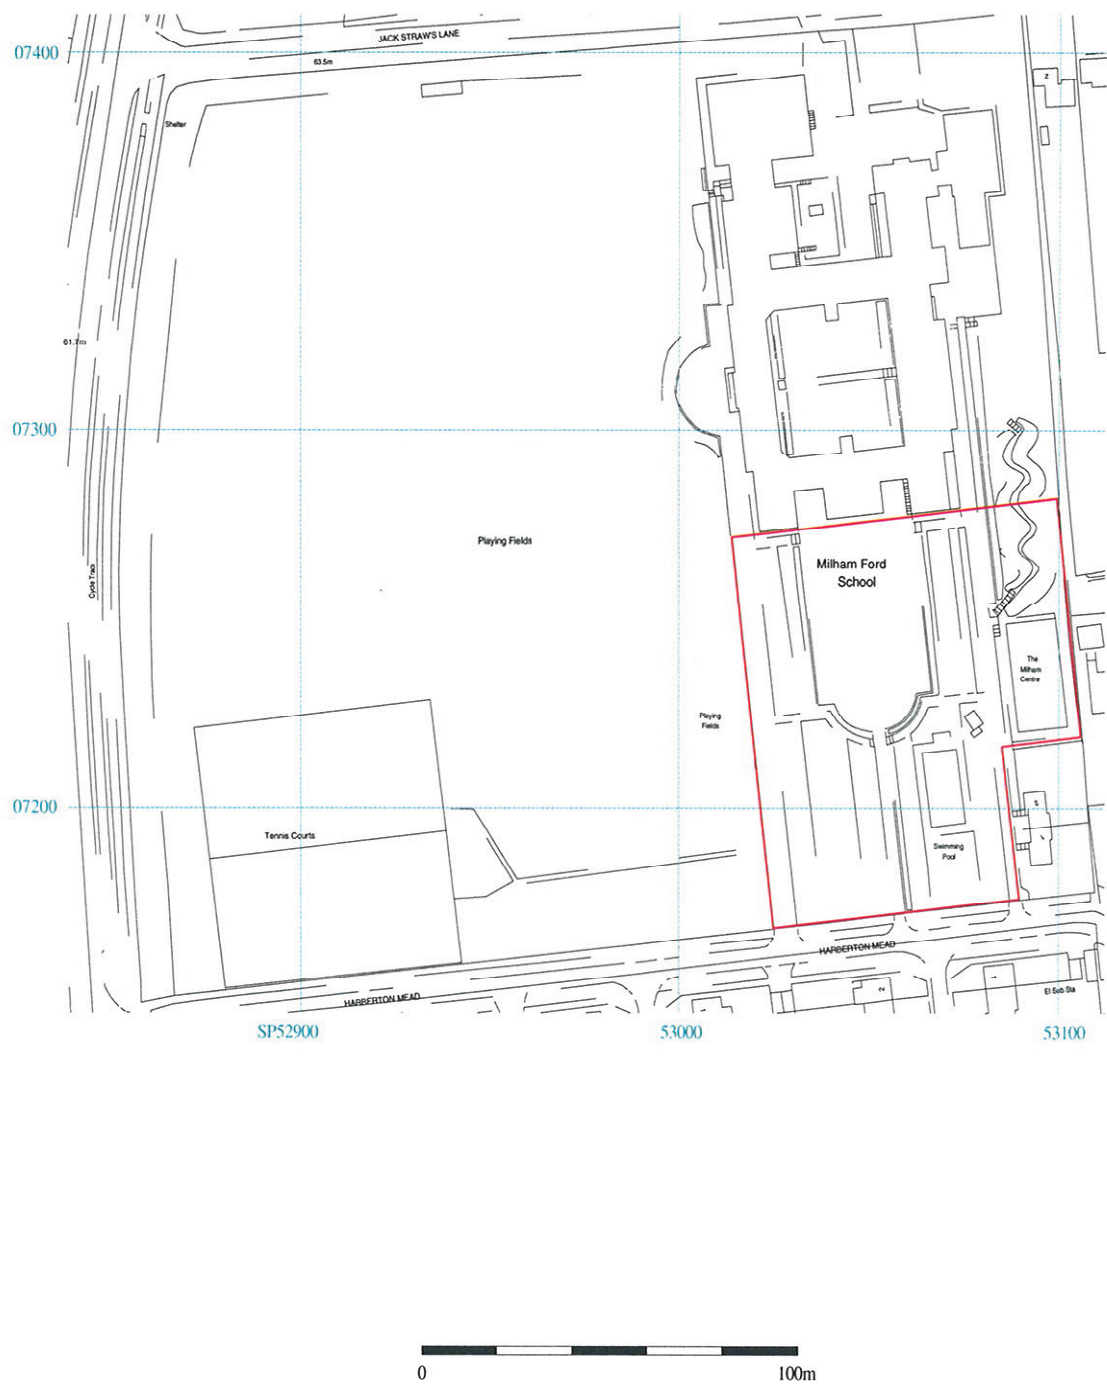 JACK STRAW'S LANE
07400
63.5m
2
Shelter
61.7m
07300
Playing Fields
Milham Ford
School
Cycle Track
The
Milham
Centre
Playing
Fields
07200
Tennis Courts
Swimming
Pool
HARBERTON MEAD
HARBERTON MEAD
2
El Sub Sta
SP52900
53000
53100
0
100m